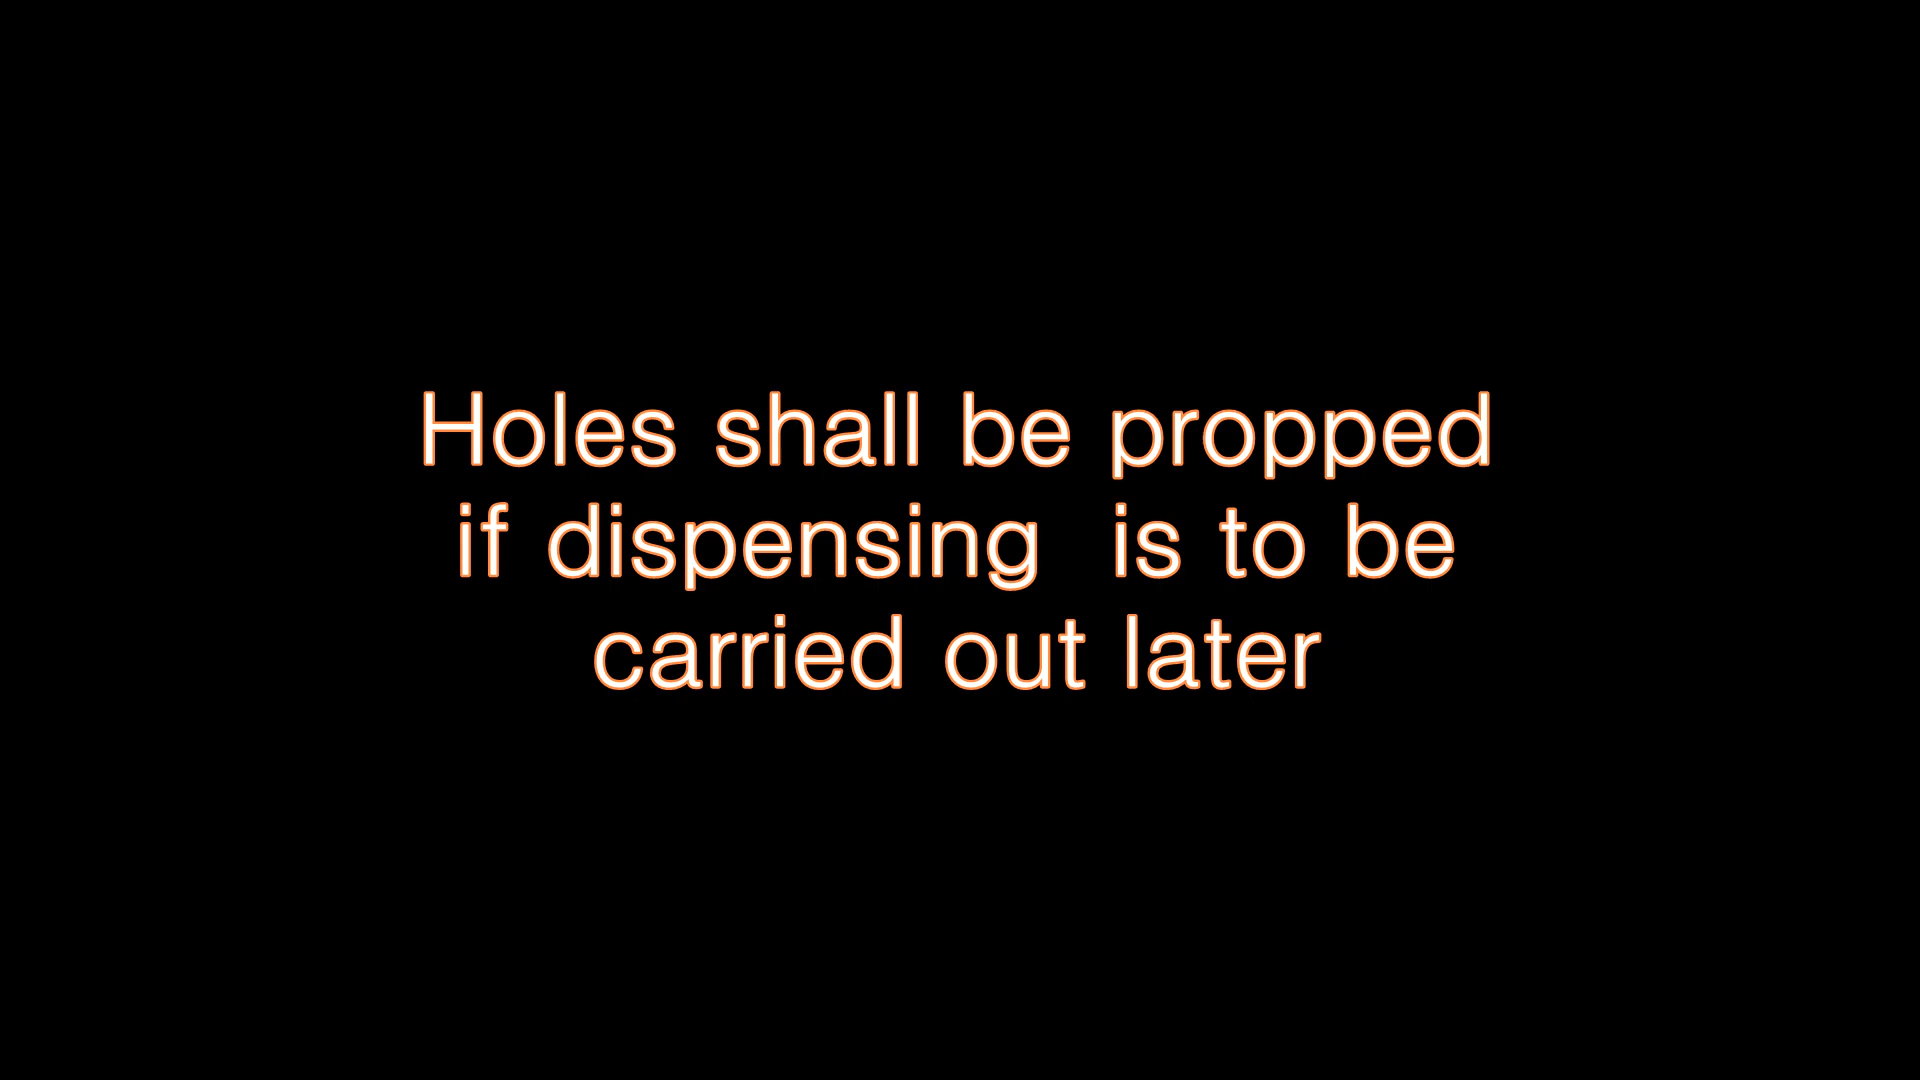 Holes shall be propped
if dispensing  is to be
carried out later